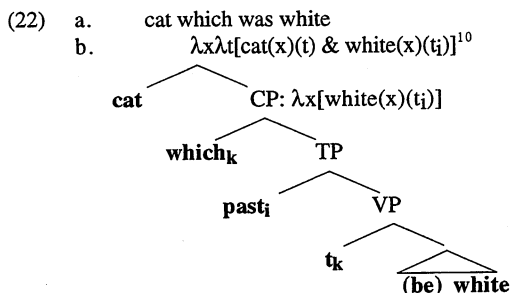 (22) a. cat which was white
b. λxλt[cat(x)(t) & white(x)(tᵢ)]¹⁰
cat CP: λx[white(x)(tᵢ)]
whichₖ TP
pastᵢ VP
tₖ
(be) white